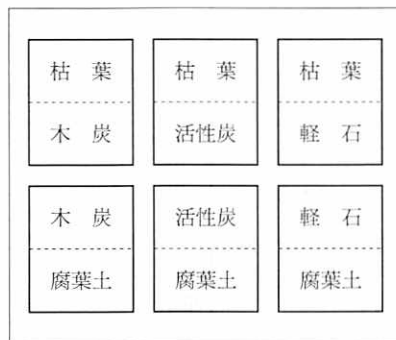 枯 葉 枯 葉 枯 葉
木 炭 活性炭 軽 石
木 炭 活性炭 軽 石
腐葉土 腐葉土 腐葉土